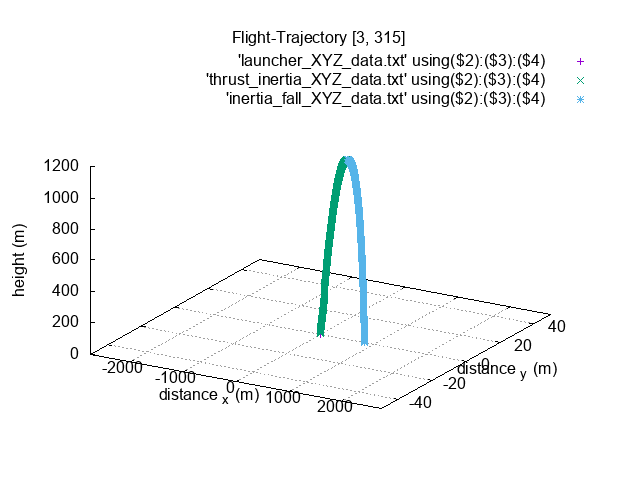 Flight-Trajectory [3, 315]
'launcher_XYZ_data.txt' using($2):($3):($4)
'thrust_inertia_XYZ_data.txt' using($2):($3):($4)
'inertia_fall_XYZ_data.txt' using($2):($3):($4)
1200
1000
800
600
400
200
0
height (m)
-2000
-1000
0
1000
2000
distance x (m)
-40
-20
0
20
40
distance y (m)